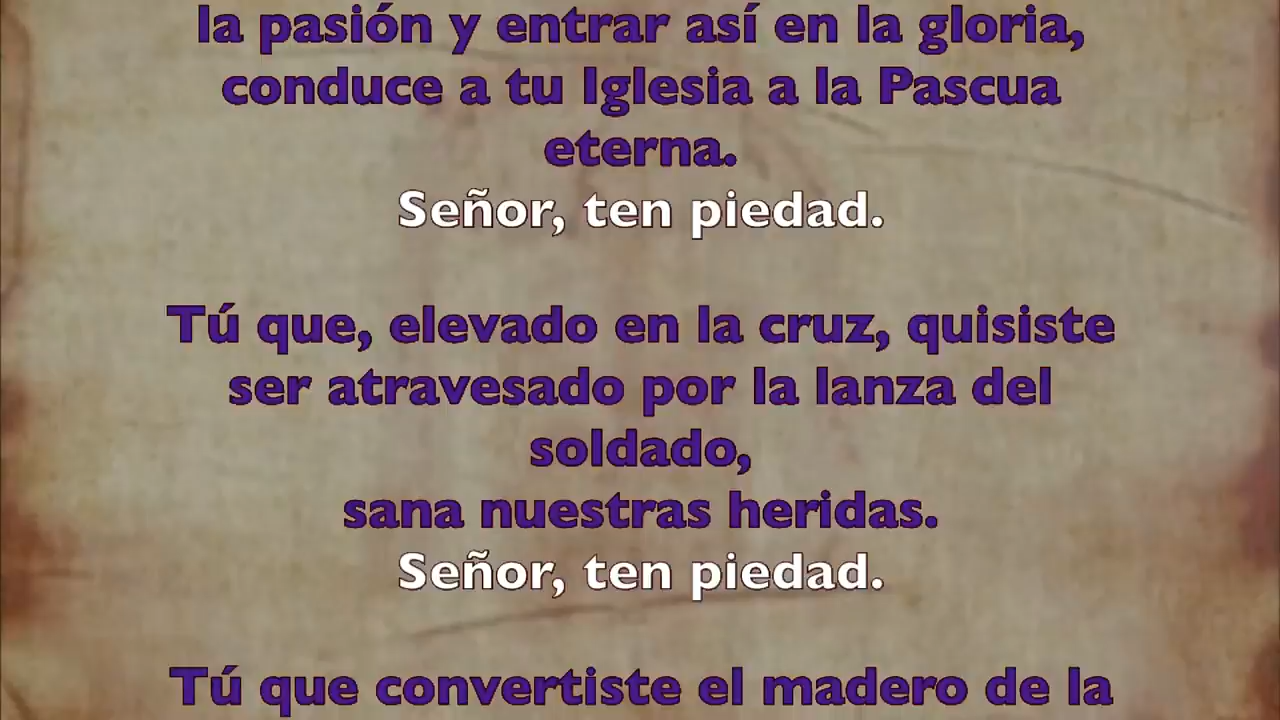 la pasión y entrar así en la gloria,
conduce a tu Iglesia a la Pascua
eterna.
Señor, ten piedad.
Tú que, elevado en la cruz, quisiste
ser atravesado por la lanza del
soldado,
sana nuestras heridas.
Señor, ten piedad.
Tú que convertiste el madero de la